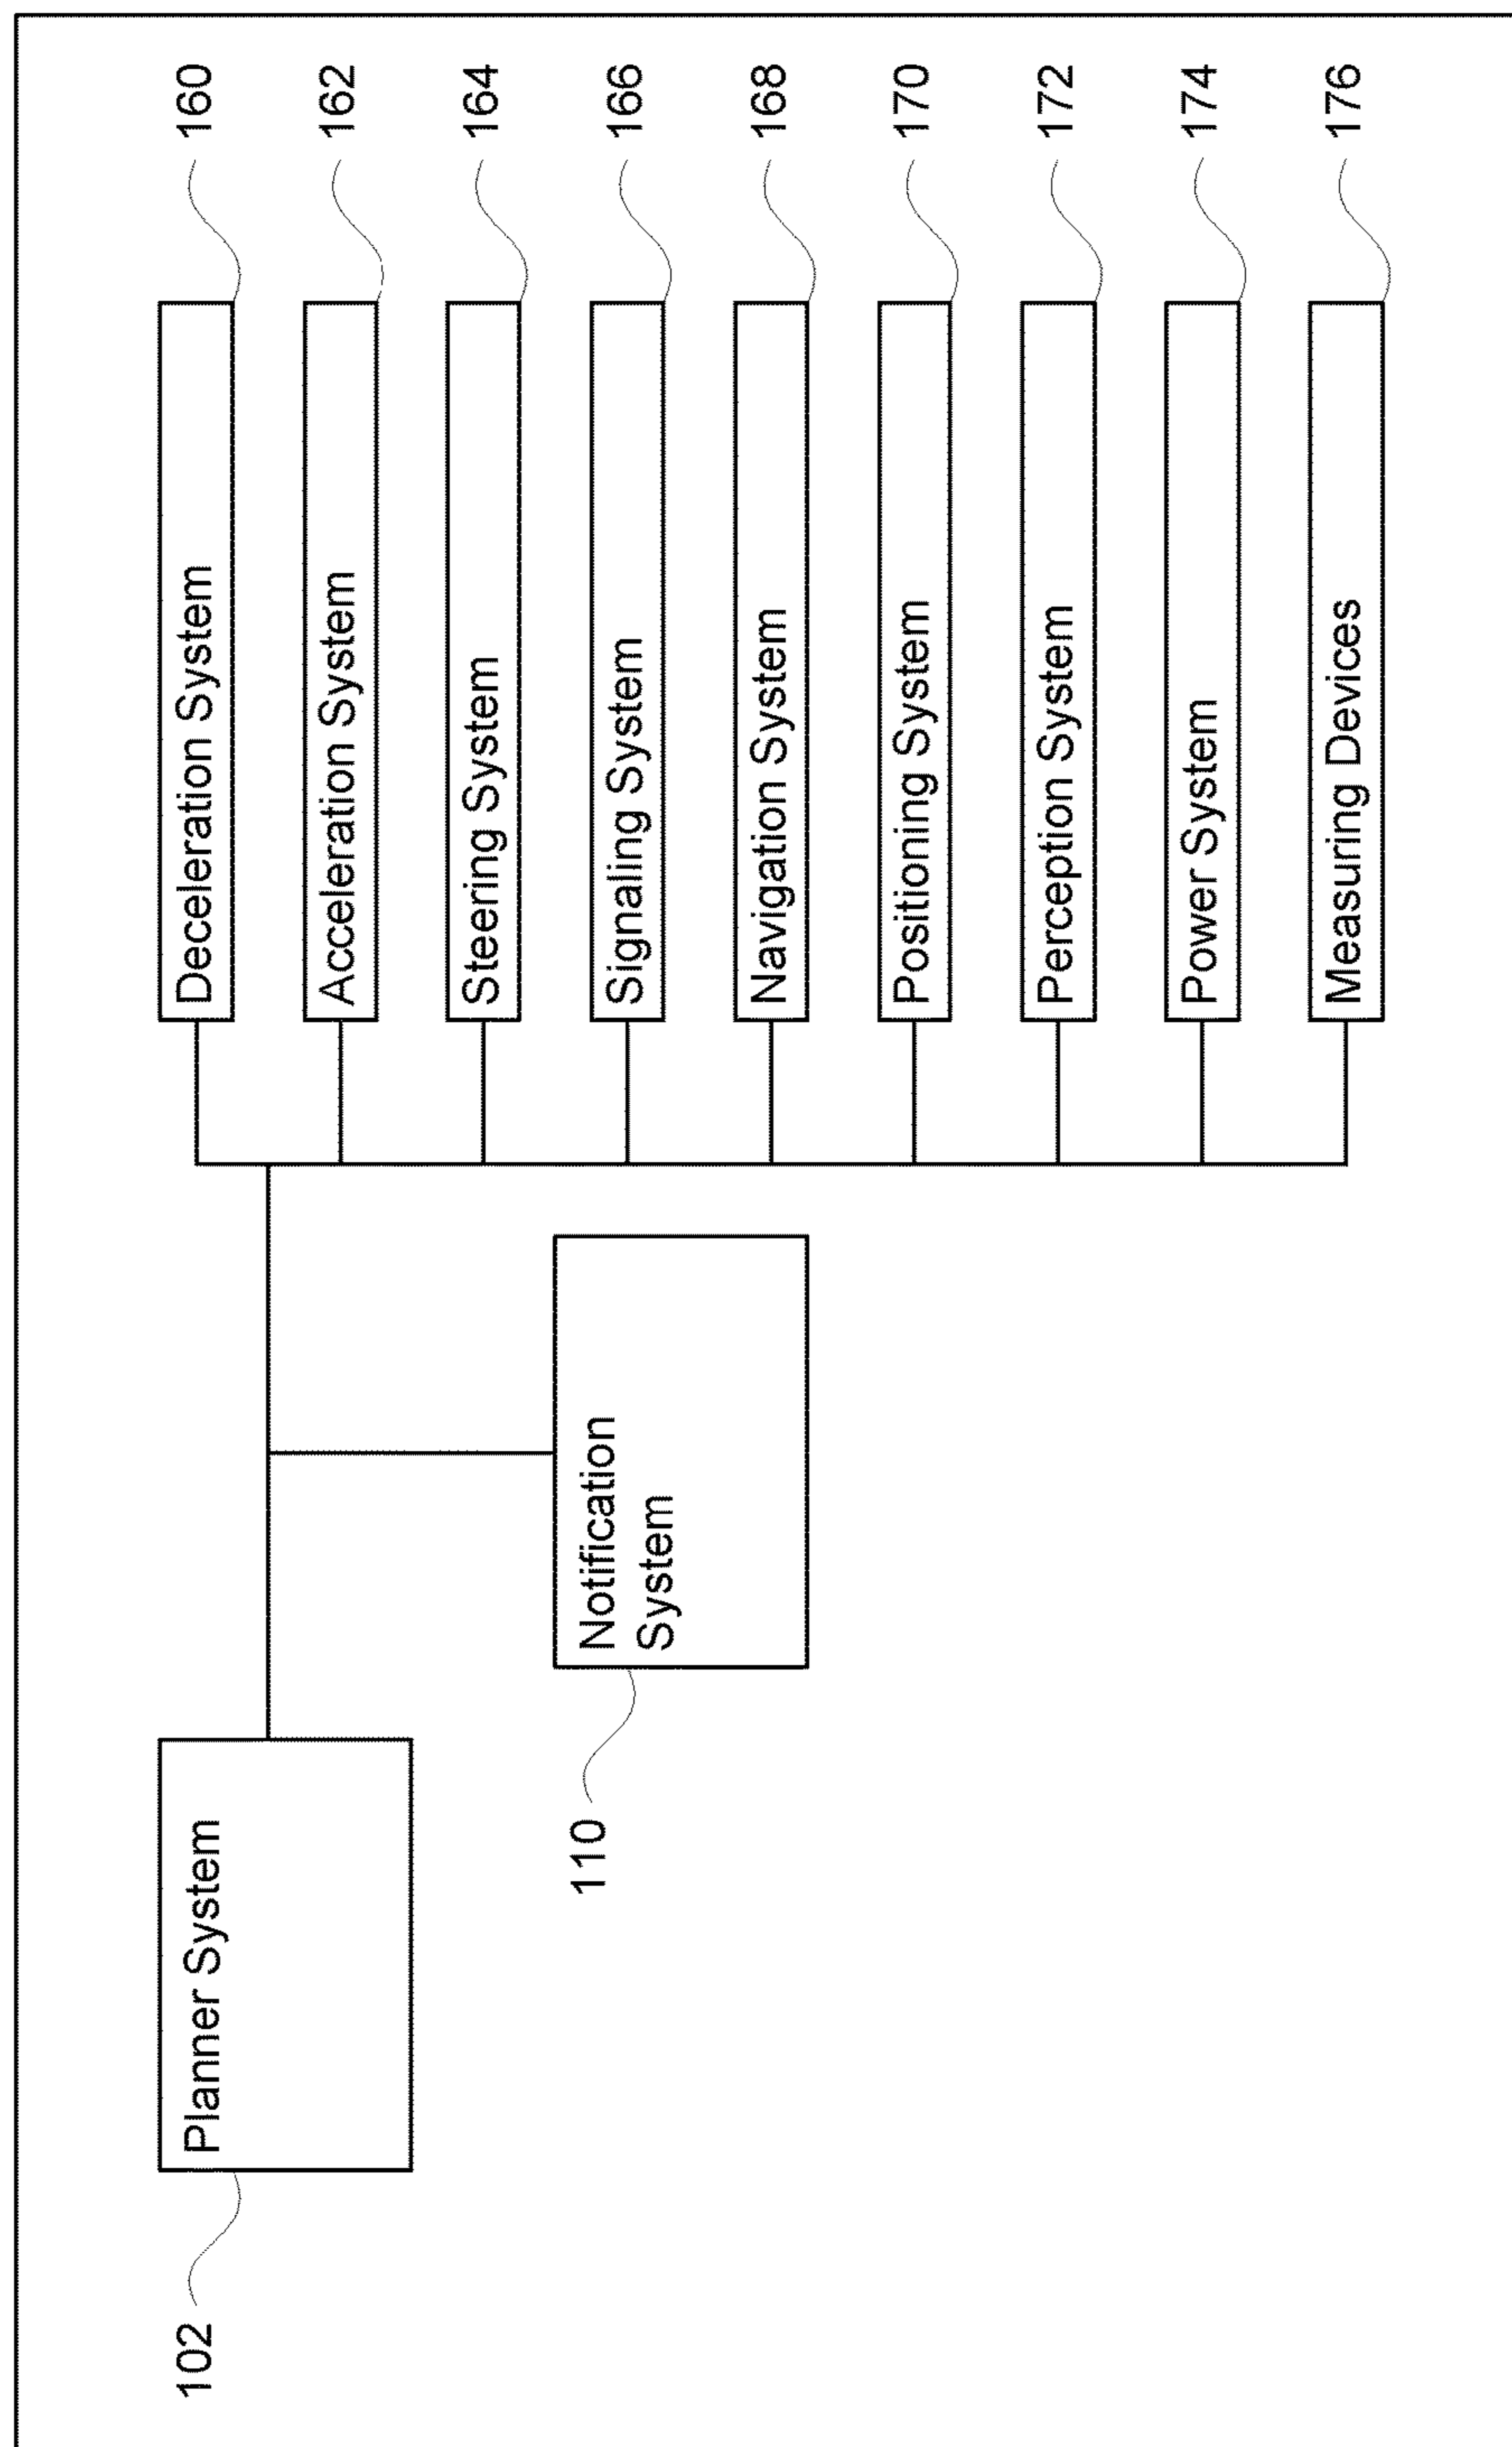 102
Planner System
110
Notification
System
Deceleration System
160
Acceleration System
162
Steering System
164
Signaling System
166
Navigation System
168
Positioning System
170
Perception System
172
Power System
174
Measuring Devices
176